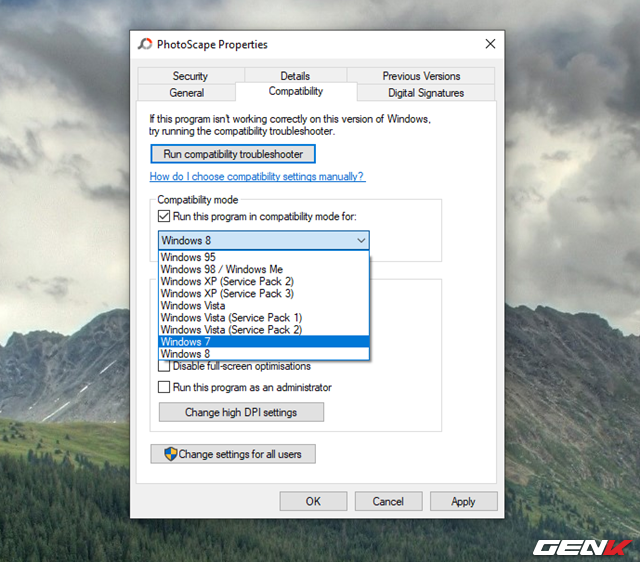 PhotoScape Properties
Security Details Previous Versions
General Compatibility Digital Signatures
If this program isn't working correctly on this version of Windows,
try running the compatibility troubleshooter.
Run compatibility troubleshooter
How do I choose compatibility settings manually?
Compatibility mode
Run this program in compatibility mode for:
Windows 8
Windows 95
Windows 98 / Windows Me
Windows XP (Service Pack 2)
Windows XP (Service Pack 3)
Windows Vista
Windows Vista (Service Pack 1)
Windows Vista (Service Pack 2)
Windows 7
Windows 8
Disable full-screen optimisations
Run this program as an administrator
Change high DPI settings
Change settings for all users
OK Cancel Apply
GENK